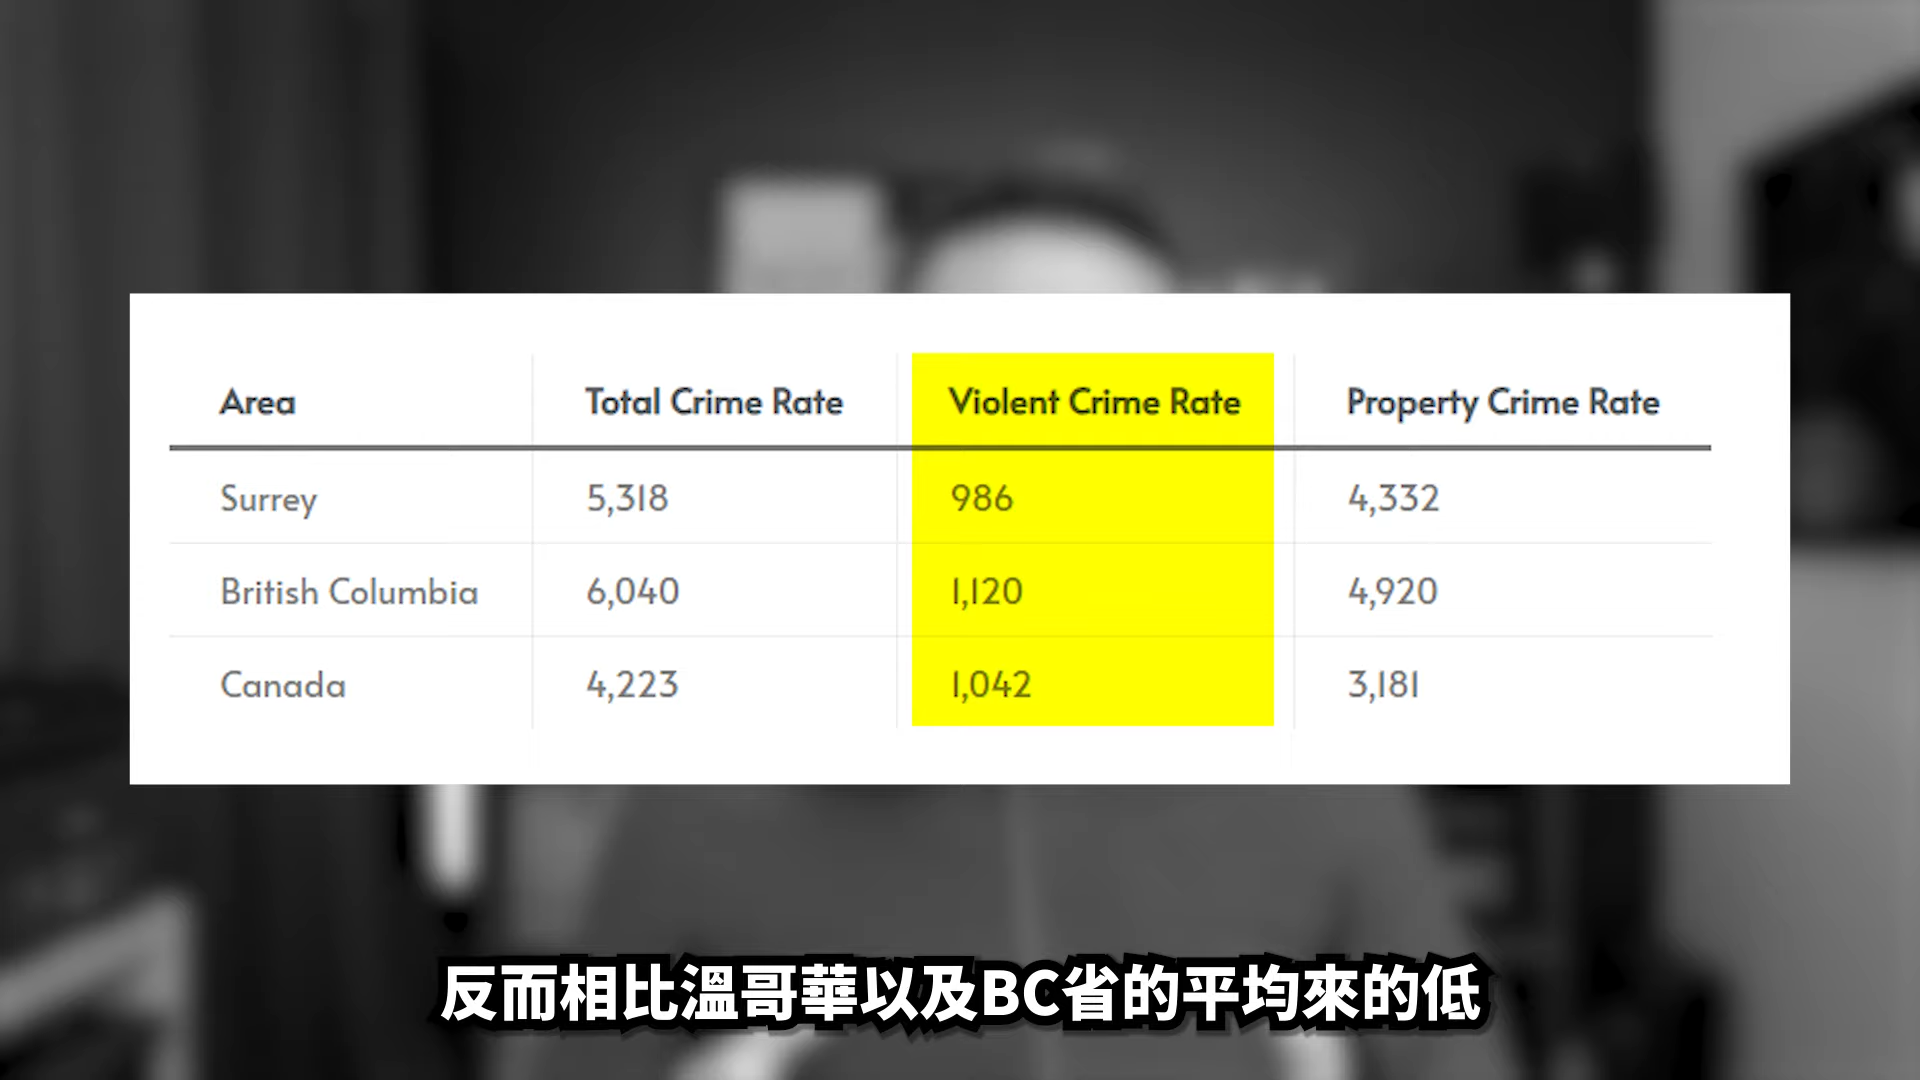 Area Total Crime Rate Violent Crime Rate Property Crime Rate
Surrey 5,318 986 4,332
British Columbia 6,040 1,120 4,920
Canada 4,223 1,042 3,181
反而相比溫哥華以及BC省的平均來的低